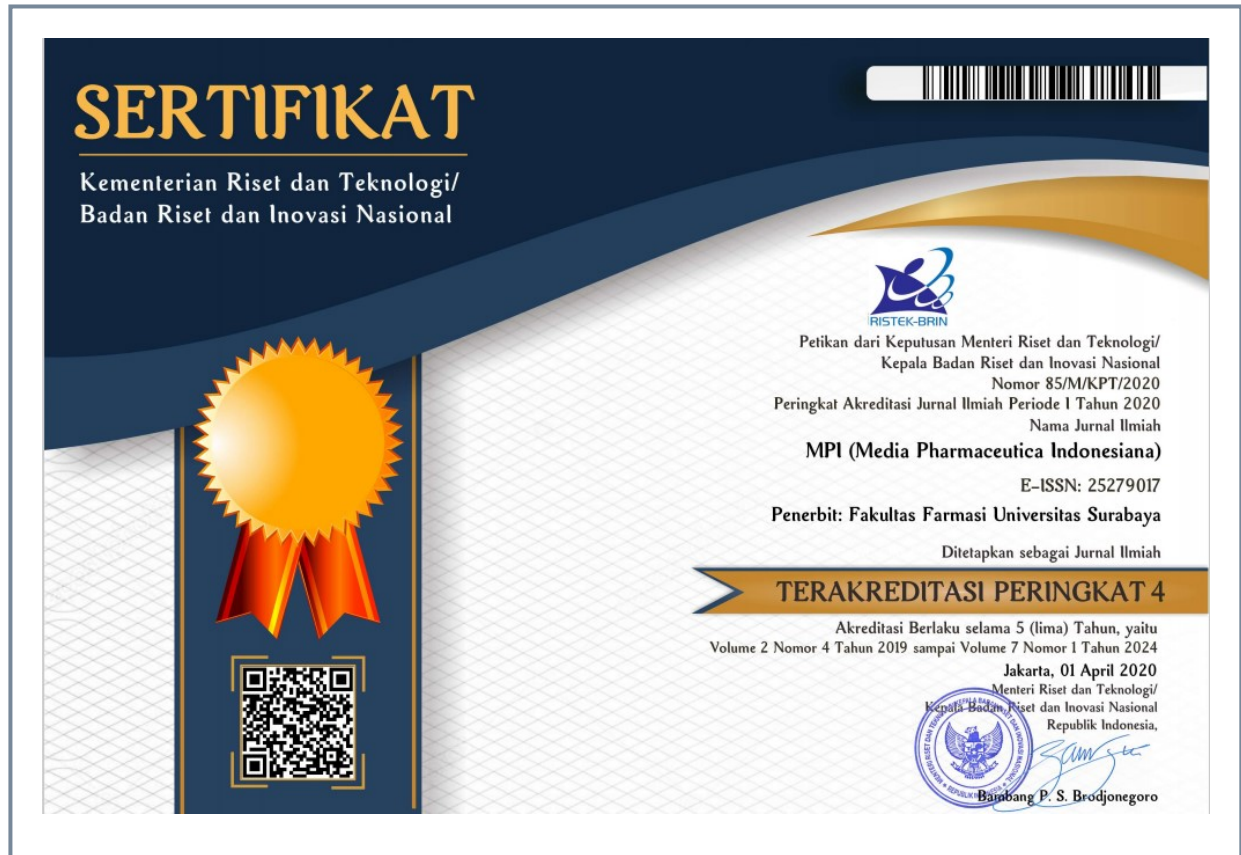 SERTIFIKAT
Kementerian Riset dan Teknologi/
Badan Riset dan Inovasi Nasional
RISTEK-BRIN
Petikan dari Keputusan Menteri Riset dan Teknologi/
Kepala Badan Riset dan Inovasi Nasional
Nomor 85/M/KPT/2020
Peringkat Akreditasi Jurnal Ilmiah Periode I Tahun 2020
Nama Jurnal Ilmiah
MPI (Media Pharmaceutica Indonesiana)
E-ISSN: 25279017
Penerbit: Fakultas Farmasi Universitas Surabaya
Ditetapkan sebagai Jurnal Ilmiah
TERAKREDITASI PERINGKAT 4
Akreditasi Berlaku selama 5 (lima) Tahun, yaitu
Volume 2 Nomor 4 Tahun 2019 sampai Volume 7 Nomor 1 Tahun 2024
Jakarta, 01 April 2020
Menteri Riset dan Teknologi/
Kepala Badan Riset dan Inovasi Nasional
Republik Indonesia,
Bambang P. S. Brodjonegoro